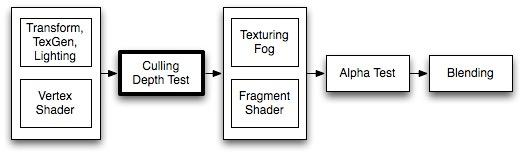 Transform,
TexGen,
Lighting
Vertex
Shader
Culling
Depth Test
Texturing
Fog
Fragment
Shader
Alpha Test
Blending